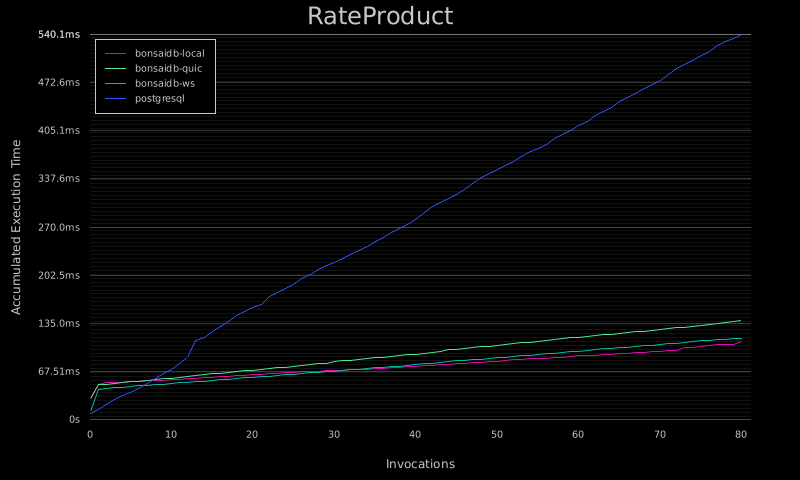 RateProduct
540.1ms
472.6ms
405.1ms
337.6ms
270.0ms
202.5ms
135.0ms
67.51ms
0s
Accumulated Execution Time
bonsaidb-local
bonsaidb-quic
bonsaidb-ws
postgresql
0 10 20 30 40 50 60 70 80
Invocations